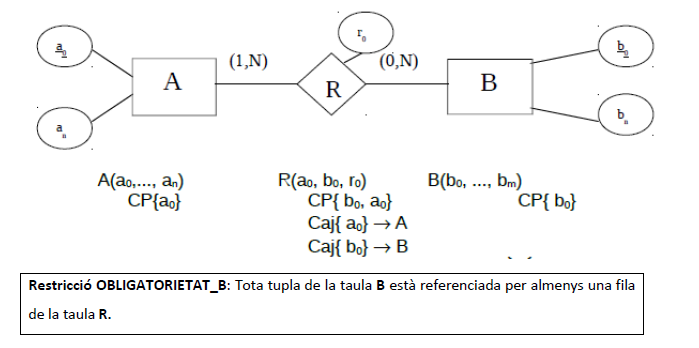 r₀
a₀
(1,N)
(0,N)
b₀
A
R
B
aₙ
bₙ
A(a₀,..., aₙ)
R(a₀, b₀, r₀)
B(b₀, ..., bₘ)
CP{a₀}
CP{ b₀, a₀}
CP{ b₀}
Caj{ a₀} → A
Caj{ b₀} → B
Restricció OBLIGATORIETAT_B: Tota tupla de la taula B està referenciada per almenys una fila
de la taula R.